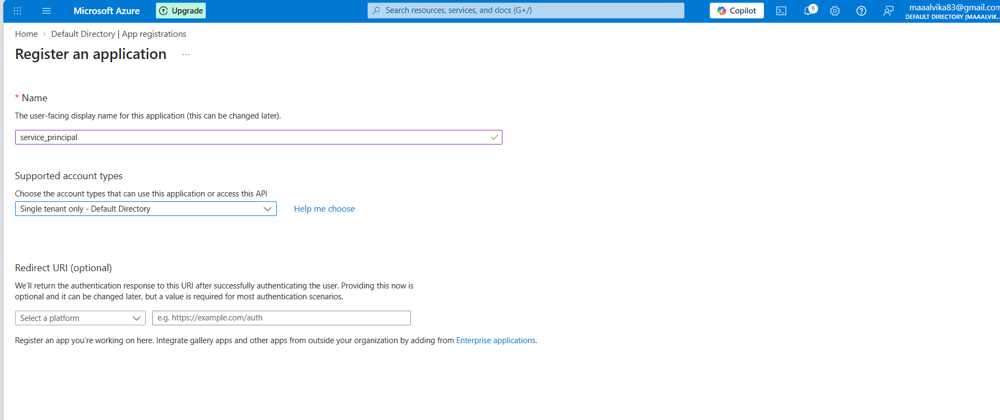 Microsoft Azure
Upgrade
Search resources, services, and docs (G+/)
Copilot
6
maaalvika83@gmail.com
DEFAULT DIRECTORY (MAAALVIK...
Home > Default Directory | App registrations
Register an application ...
* Name
The user-facing display name for this application (this can be changed later).
service_principal
Supported account types
Choose the account types that can use this application or access this API
Single tenant only - Default Directory
Help me choose
Redirect URI (optional)
We'll return the authentication response to this URI after successfully authenticating the user. Providing this now is
optional and it can be changed later, but a value is required for most authentication scenarios.
Select a platform
e.g. https://example.com/auth
Register an app you're working on here. Integrate gallery apps and other apps from outside your organization by adding from Enterprise applications.